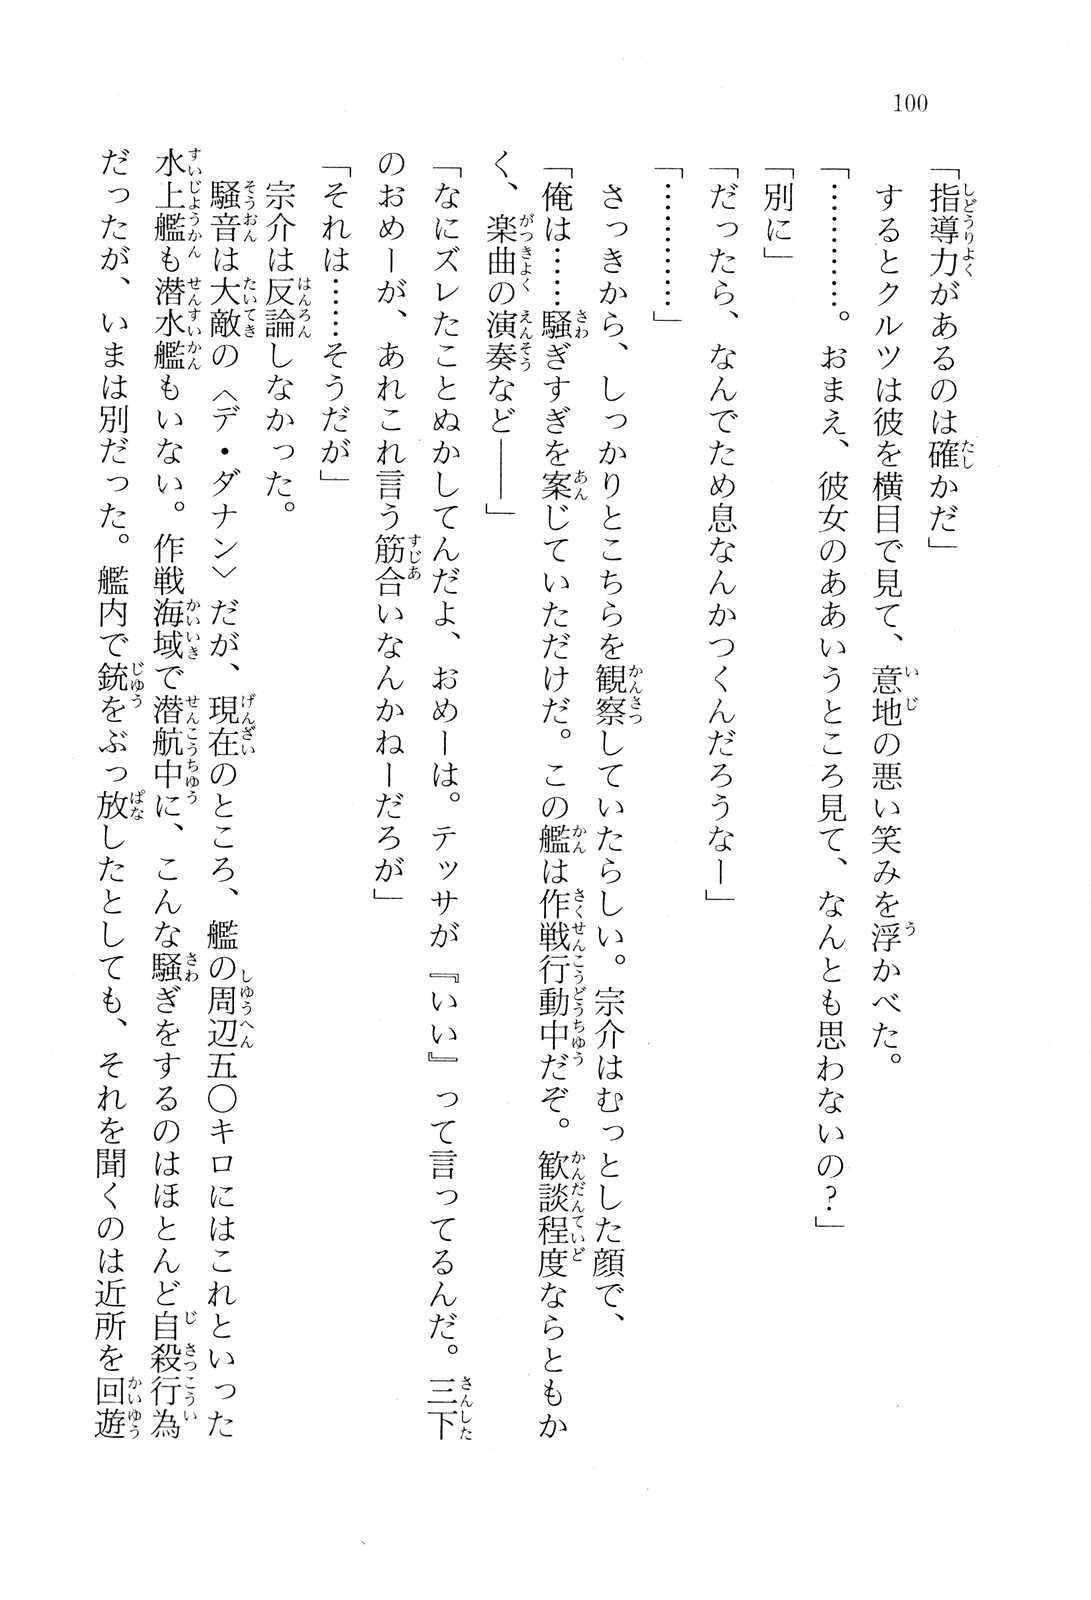 100
「指導力があるのは確かだ」
　するとクルツは彼を横目で見て、意地の悪い笑みを浮かべた。
「…………。おまえ、彼女のああいうところ見て、なんとも思わないの？」
「別に」
「だったら、なんでため息なんかつくんだろうなー」
「…………」
　さっきから、しっかりとこちらを観察していたらしい。宗介はむっとした顔で、
「俺は……騒ぎすぎを案じていただけだ。この艦は作戦行動中だぞ。歓談程度ならともか
く、楽曲の演奏など――」
「なにズレたことぬかしてんだよ、おめーは。テッサが『いい』って言ってるんだ。三下
のおめーが、あれこれ言う筋合いなんかねーだろが」
「それは……そうだが」
　宗介は反論しなかった。
　騒音は大敵の〈デ・ダナン〉だが、現在のところ、艦の周辺五〇キロにはこれといった
水上艦も潜水艦もいない。作戦海域で潜航中に、こんな騒ぎをするのはほとんど自殺行為
だったが、いまは別だった。艦内で銃をぶっ放したとしても、それを聞くのは近所を回遊